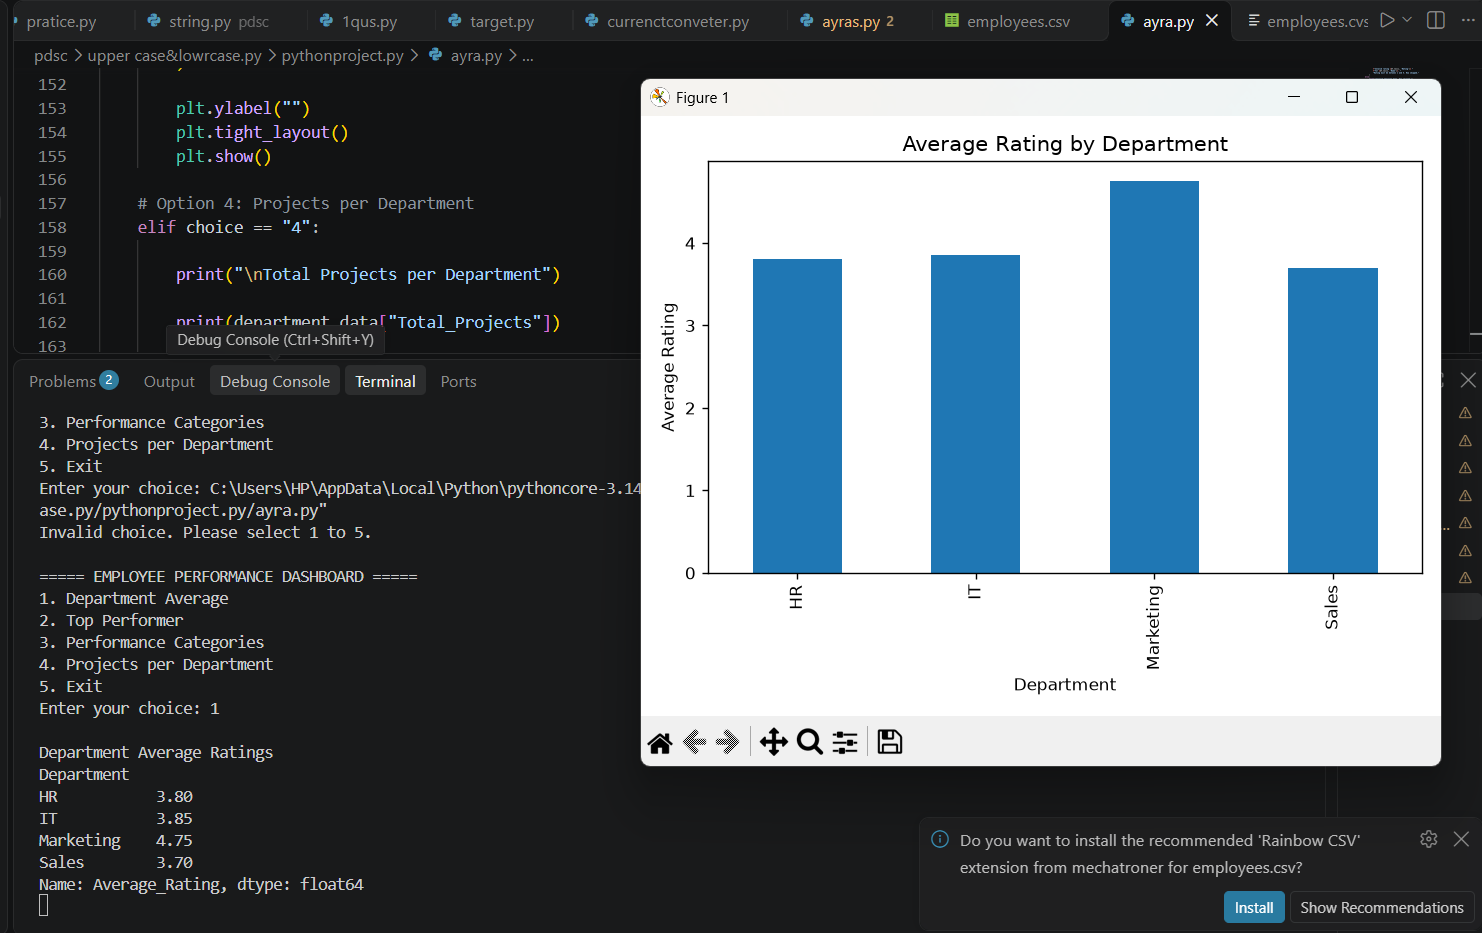 pratice.py
string.py pdsc
1qus.py
target.py
currenctconveter.py
ayras.py 2
employees.csv
ayra.py
employees.cvs
pdsc > upper case&lowrcase.py > pythonproject.py > ayra.py > ...
152
153 plt.ylabel("")
154 plt.tight_layout()
155 plt.show()
156
157 # Option 4: Projects per Department
158 elif choice == "4":
159
160 print("\nTotal Projects per Department")
161
162 print(department_data["Total_Projects"])
163
Debug Console (Ctrl+Shift+Y)
Problems 2
Output
Debug Console
Terminal
Ports
3. Performance Categories
4. Projects per Department
5. Exit
Enter your choice: C:\Users\HP\AppData\Local\Python\pythoncore-3.14
ase.py/pythonproject.py/ayra.py"
Invalid choice. Please select 1 to 5.
===== EMPLOYEE PERFORMANCE DASHBOARD =====
1. Department Average
2. Top Performer
3. Performance Categories
4. Projects per Department
5. Exit
Enter your choice: 1
Department Average Ratings
Department
HR 3.80
IT 3.85
Marketing 4.75
Sales 3.70
Name: Average_Rating, dtype: float64
Figure 1
Average Rating by Department
Average Rating
4
3
2
1
0
HR
IT
Marketing
Sales
Department
Do you want to install the recommended 'Rainbow CSV'
extension from mechatroner for employees.csv?
Install
Show Recommendations